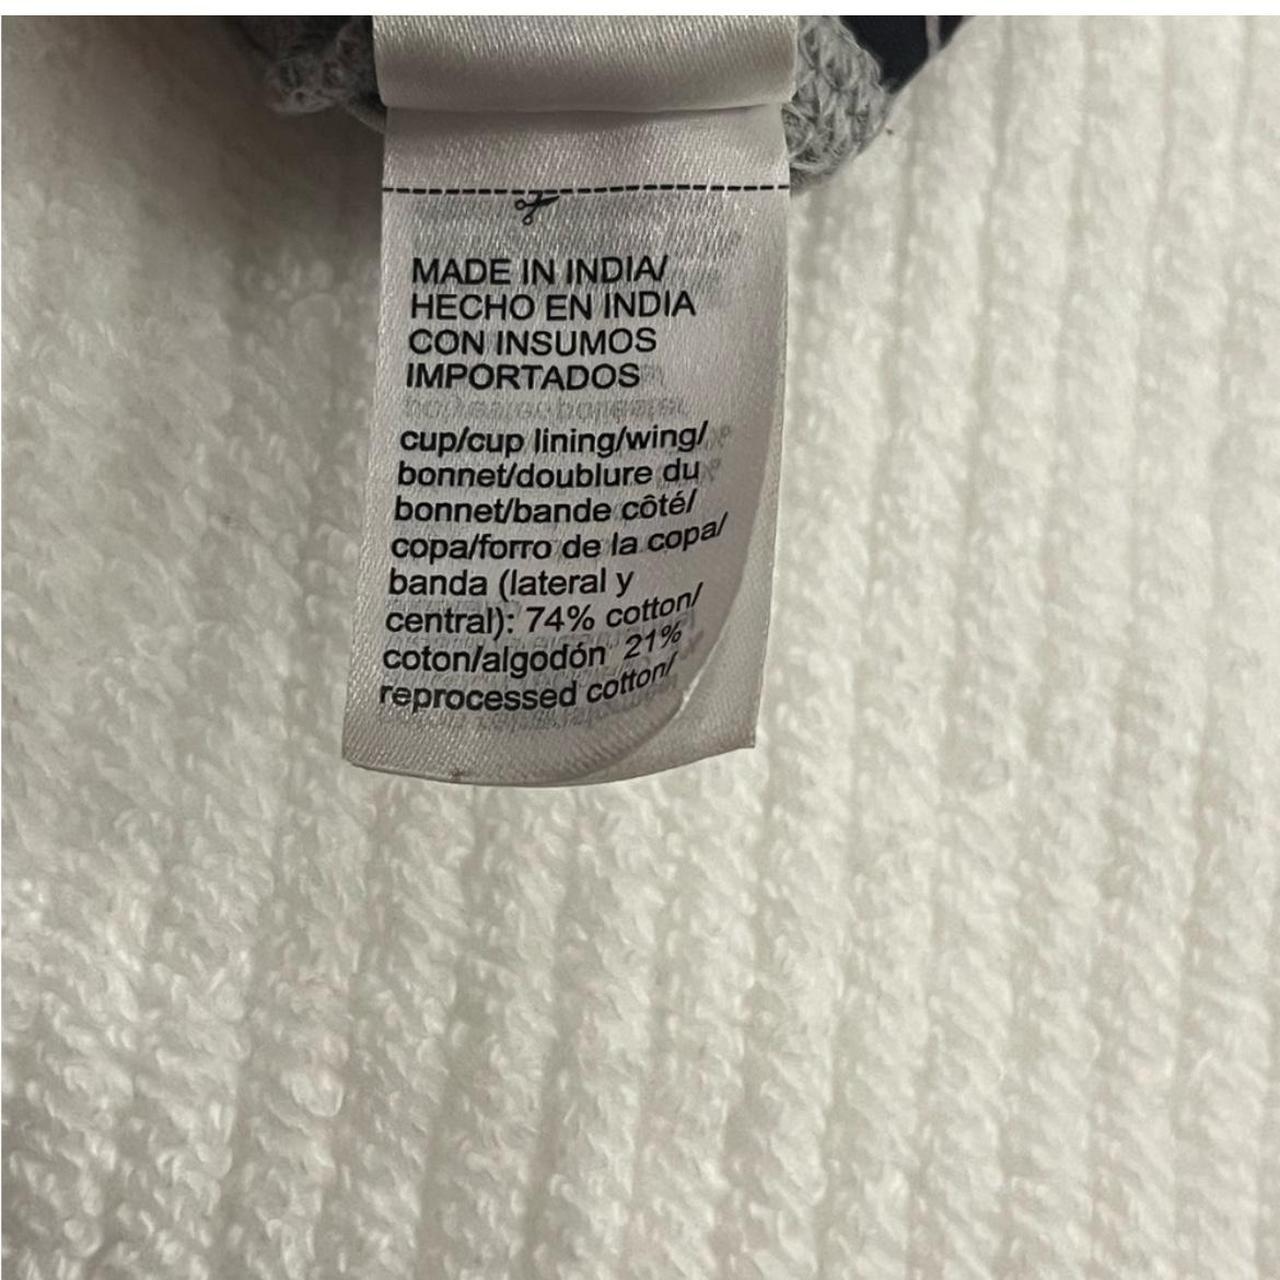 MADE IN INDIA/
HECHO EN INDIA
CON INSUMOS
IMPORTADOS
cup/cup lining/wing/
bonnet/doublure du
bonnet/bande côté/
copa/forro de la copa/
banda (lateral y
central): 74% cotton/
coton/algodón 21%
reprocessed cotton/